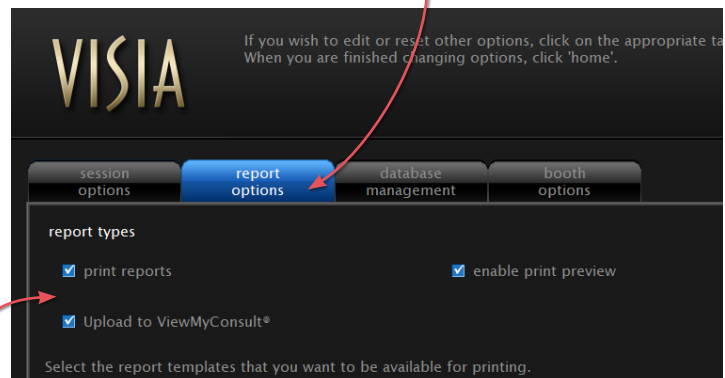 VISIA
If you wish to edit or reset other options, click on the appropriate ta
When you are finished changing options, click 'home'.
session options
report options
database management
booth options
report types
print reports
enable print preview
Upload to ViewMyConsult®
Select the report templates that you want to be available for printing.